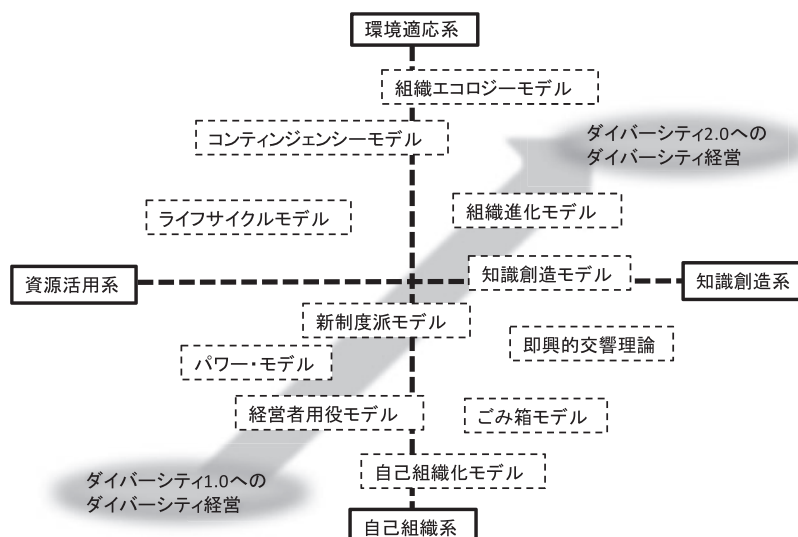 環境適応系
組織エコロジーモデル
コンティンジェンシーモデル
ダイバーシティ2.0への
ダイバーシティ経営
ライフサイクルモデル
組織進化モデル
資源活用系
知識創造モデル
知識創造系
新制度派モデル
即興的交響理論
パワー・モデル
経営者用役モデル
ごみ箱モデル
自己組織化モデル
ダイバーシティ1.0への
ダイバーシティ経営
自己組織系